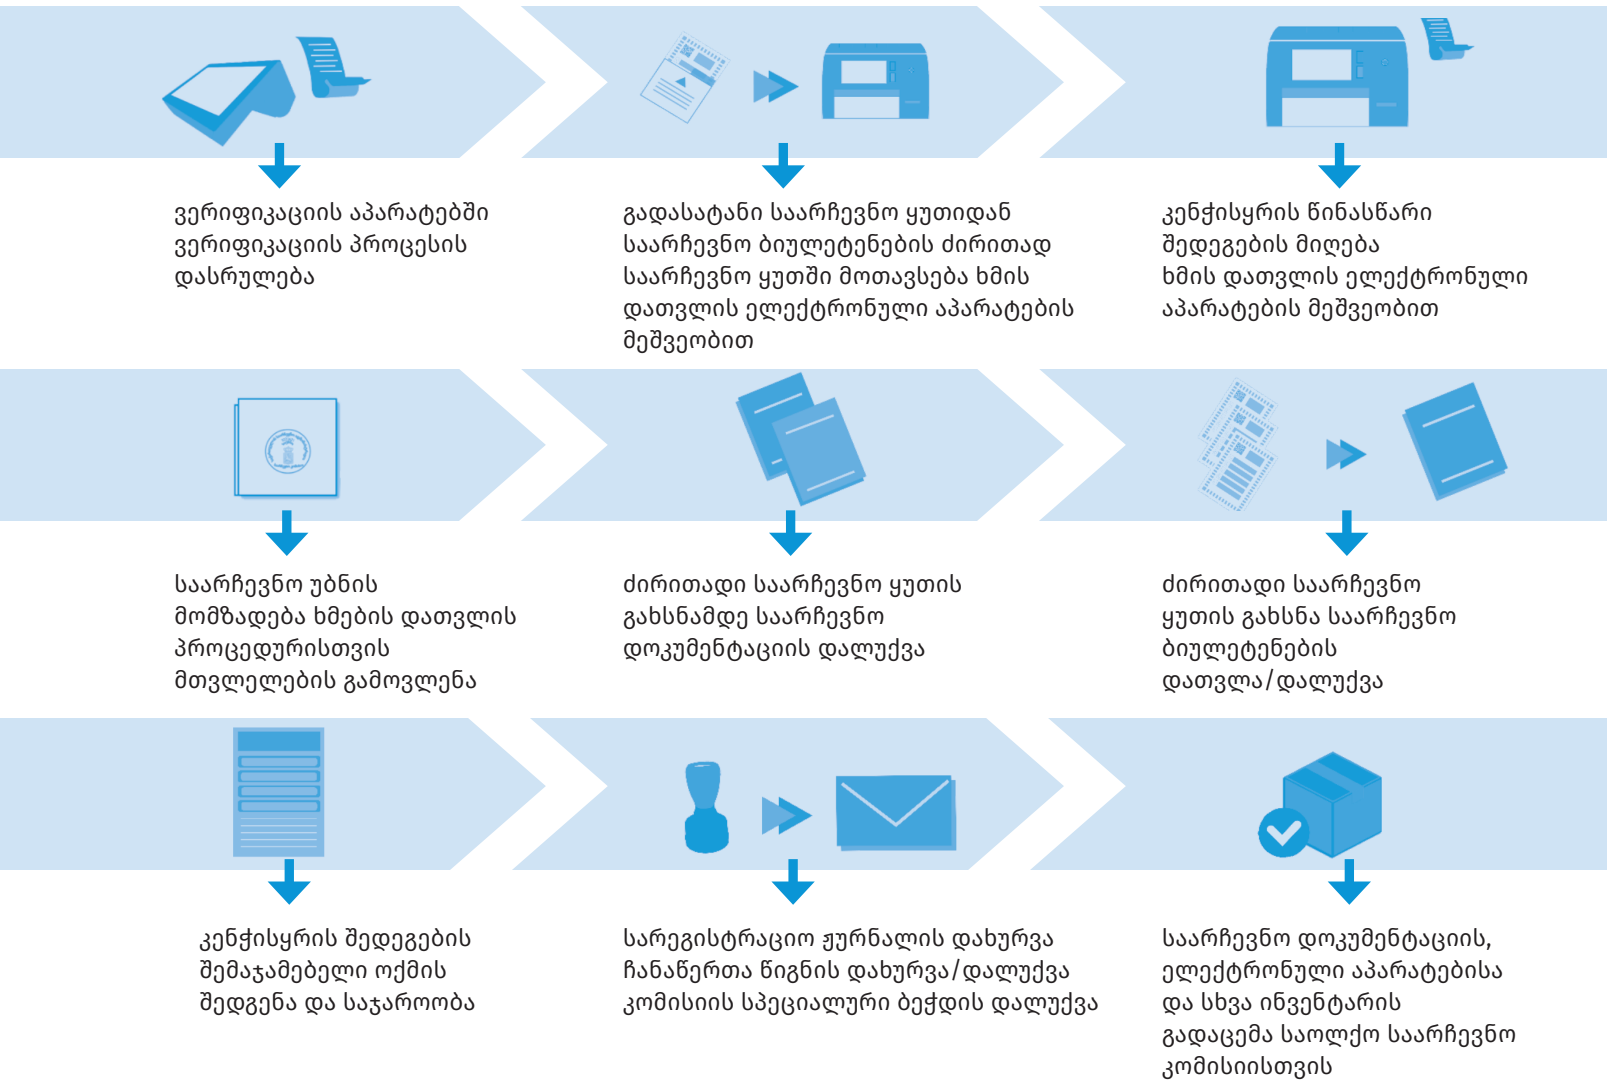 ვერიფიკაციის აპარატებში
ვერიფიკაციის პროცესის
დასრულება
გადასატანი საარჩევნო ყუთიდან
საარჩევნო ბიულეტენების ძირითად
საარჩევნო ყუთში მოთავსება ხმის
დათვლის ელექტრონული აპარატების
მეშვეობით
კენჭისყრის წინასწარი
შედეგების მიღება
ხმის დათვლის ელექტრონული
აპარატების მეშვეობით
საარჩევნო უბნის
მომზადება ხმების დათვლის
პროცედურისთვის
მთვლელების გამოვლენა
ძირითადი საარჩევნო ყუთის
გახსნამდე საარჩევნო
დოკუმენტაციის დალუქვა
ძირითადი საარჩევნო
ყუთის გახსნა საარჩევნო
ბიულეტენების
დათვლა/დალუქვა
კენჭისყრის შედეგების
შემაჯამებელი ოქმის
შედგენა და საჯაროობა
სარეგისტრაციო ჟურნალის დახურვა
ჩანაწერთა წიგნის დახურვა/დალუქვა
კომისიის სპეციალური ბეჭდის დალუქვა
საარჩევნო დოკუმენტაციის,
ელექტრონული აპარატებისა
და სხვა ინვენტარის
გადაცემა საოლქო საარჩევნო
კომისიისთვის